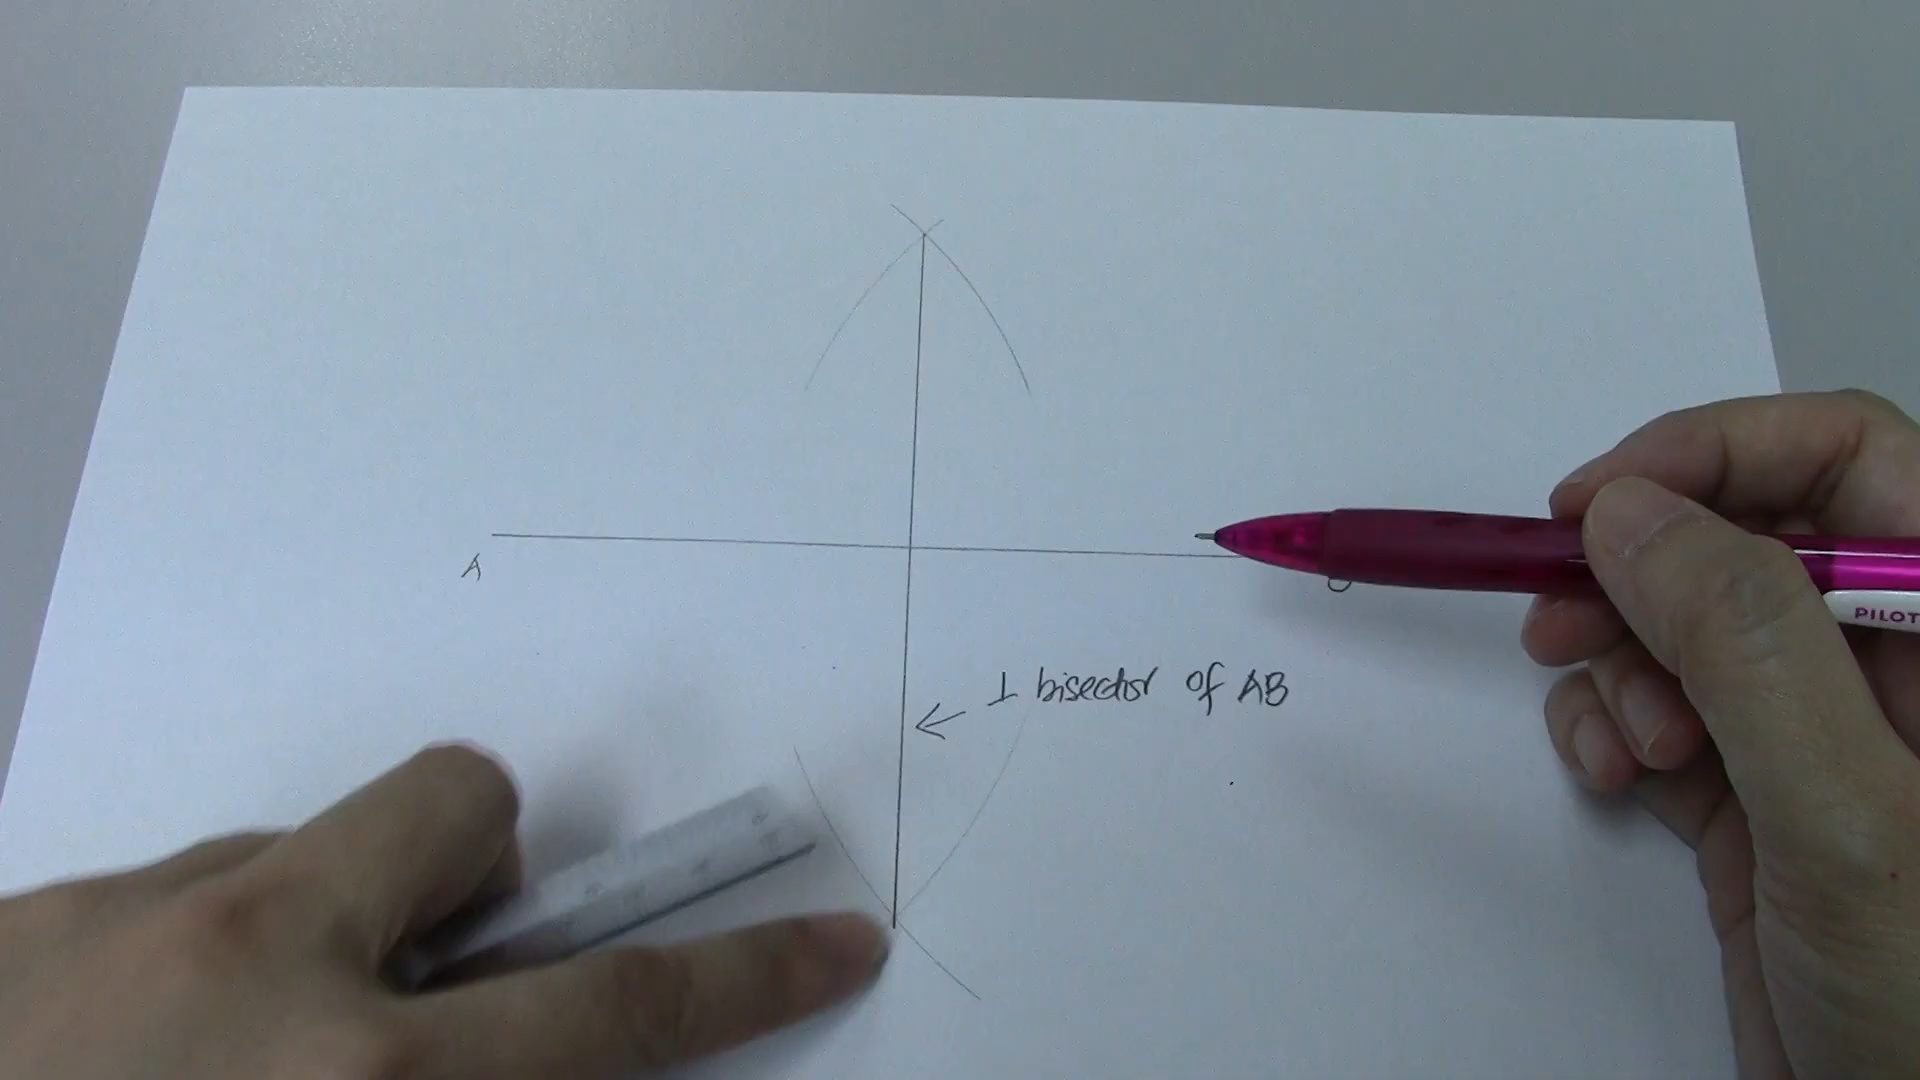 A
⊥ bisector of AB
PILOT